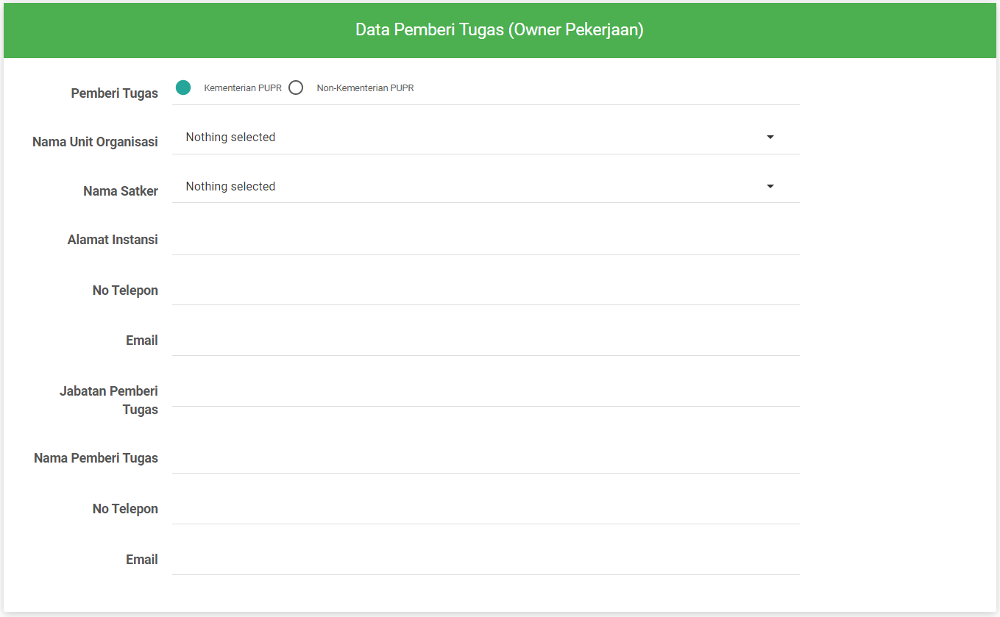 Data Pemberi Tugas (Owner Pekerjaan)
Pemberi Tugas Kementerian PUPR Non-Kementerian PUPR
Nama Unit Organisasi Nothing selected
Nama Satker Nothing selected
Alamat Instansi
No Telepon
Email
Jabatan Pemberi
Tugas
Nama Pemberi Tugas
No Telepon
Email